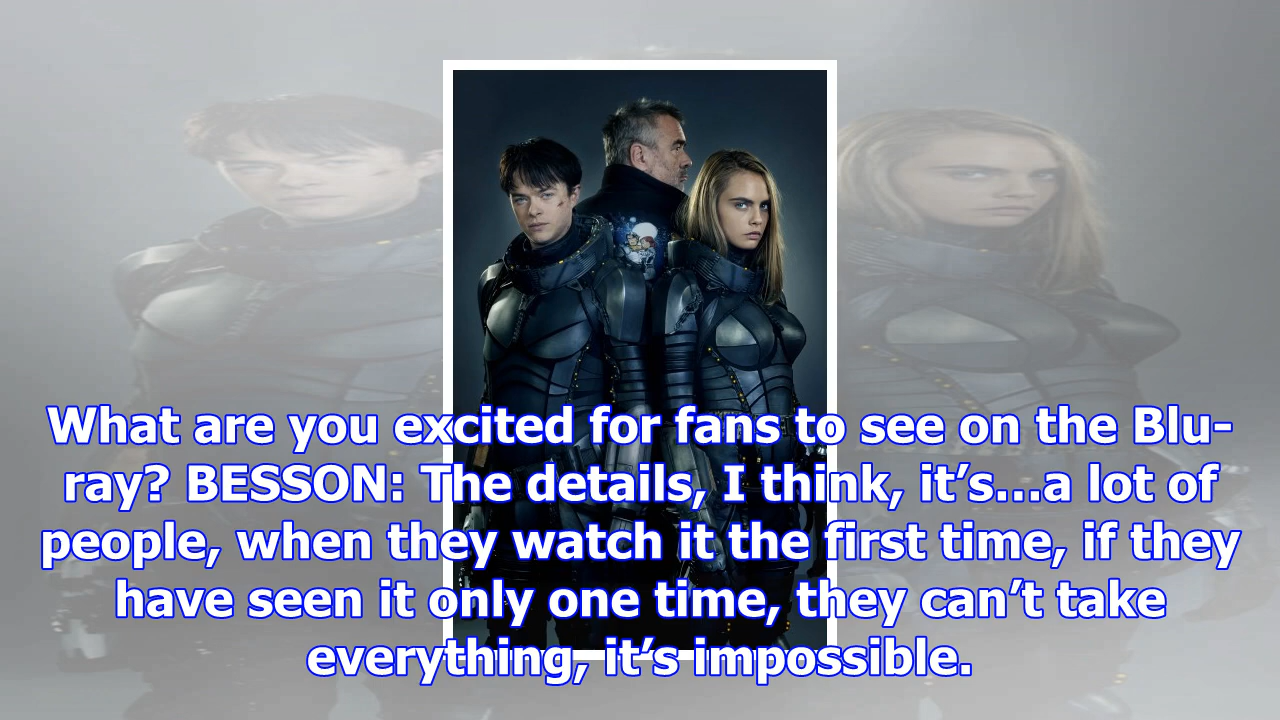 What are you excited for fans to see on the Blu-
ray? BESSON: The details, I think, it’s…a lot of
people, when they watch it the first time, if they
have seen it only one time, they can’t take
everything, it’s impossible.